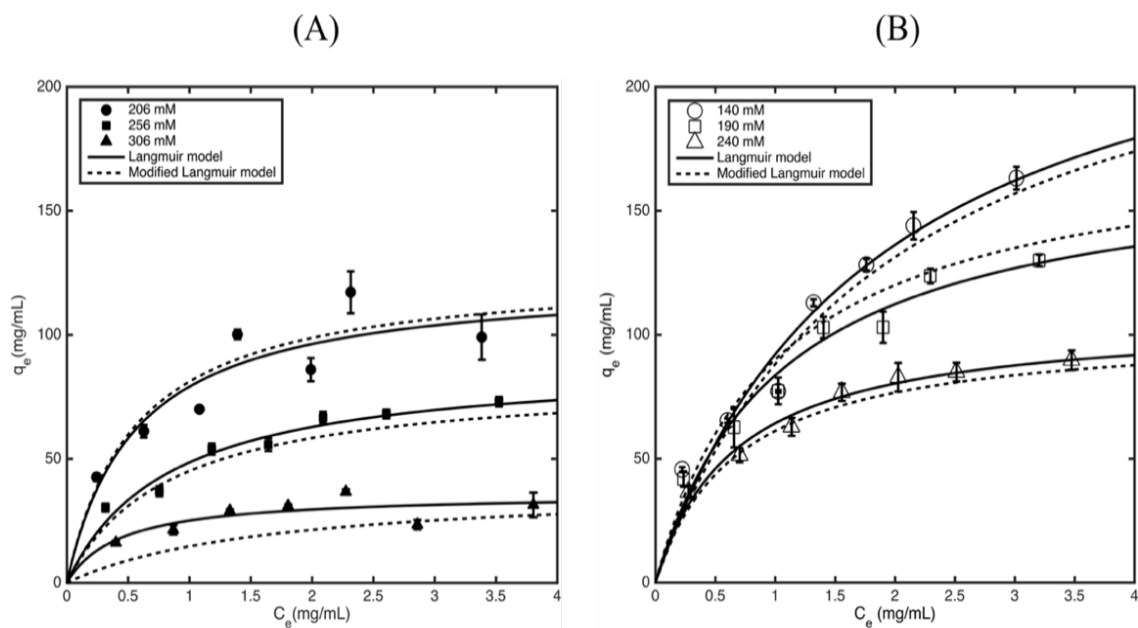 (A)
(B)
200
150
100
50
0
q_e(mg/mL)
206 mM
256 mM
306 mM
Langmuir model
Modified Langmuir model
0 0.5 1 1.5 2 2.5 3 3.5 4
C_e(mg/mL)
200
150
100
50
0
q_e (mg/mL)
140 mM
190 mM
240 mM
Langmuir model
Modified Langmuir model
0 0.5 1 1.5 2 2.5 3 3.5 4
C_e(mg/mL)